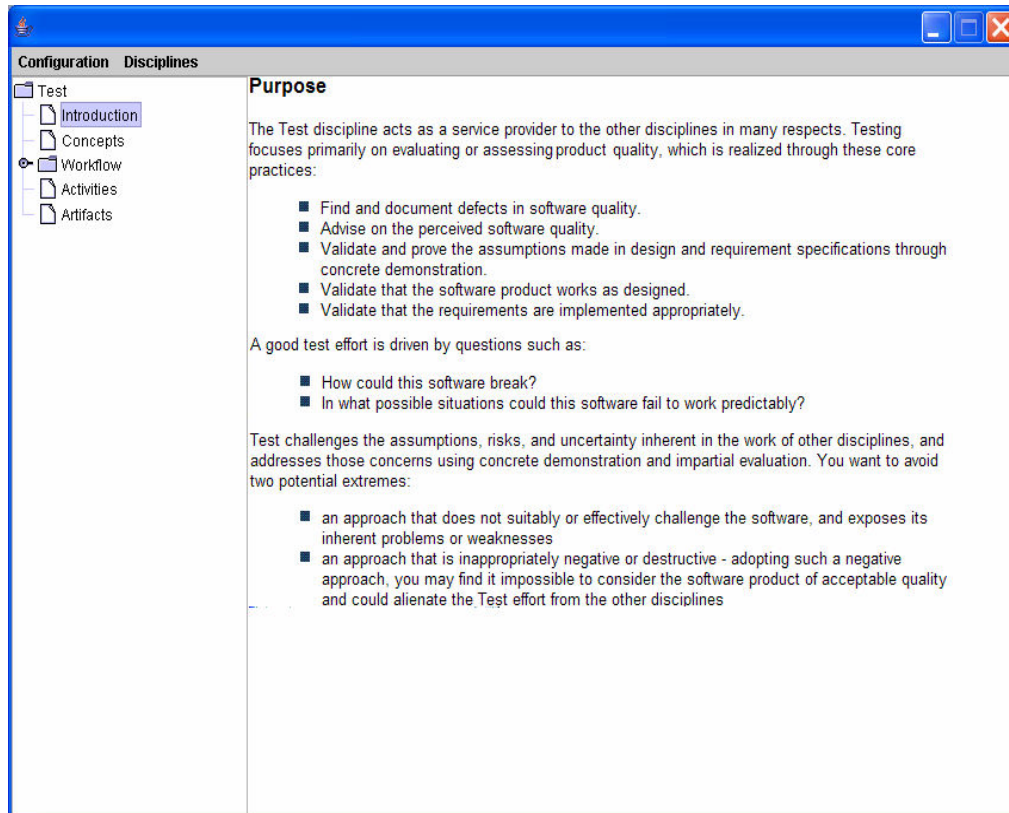 Configuration Disciplines
Test
Introduction
Concepts
Workflow
Activities
Artifacts
Purpose
The Test discipline acts as a service provider to the other disciplines in many respects. Testing
focuses primarily on evaluating or assessing product quality, which is realized through these core
practices:
Find and document defects in software quality.
Advise on the perceived software quality.
Validate and prove the assumptions made in design and requirement specifications through
concrete demonstration.
Validate that the software product works as designed.
Validate that the requirements are implemented appropriately.
A good test effort is driven by questions such as:
How could this software break?
In what possible situations could this software fail to work predictably?
Test challenges the assumptions, risks, and uncertainty inherent in the work of other disciplines, and
addresses those concerns using concrete demonstration and impartial evaluation. You want to avoid
two potential extremes:
an approach that does not suitably or effectively challenge the software, and exposes its
inherent problems or weaknesses
an approach that is inappropriately negative or destructive - adopting such a negative
approach, you may find it impossible to consider the software product of acceptable quality
and could alienate the Test effort from the other disciplines